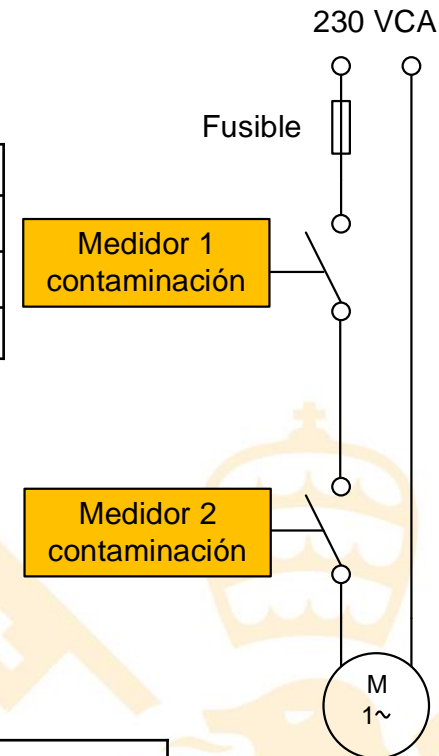 230 VCA
Fusible
Medidor 1
contaminación
Medidor 2
contaminación
M
1~